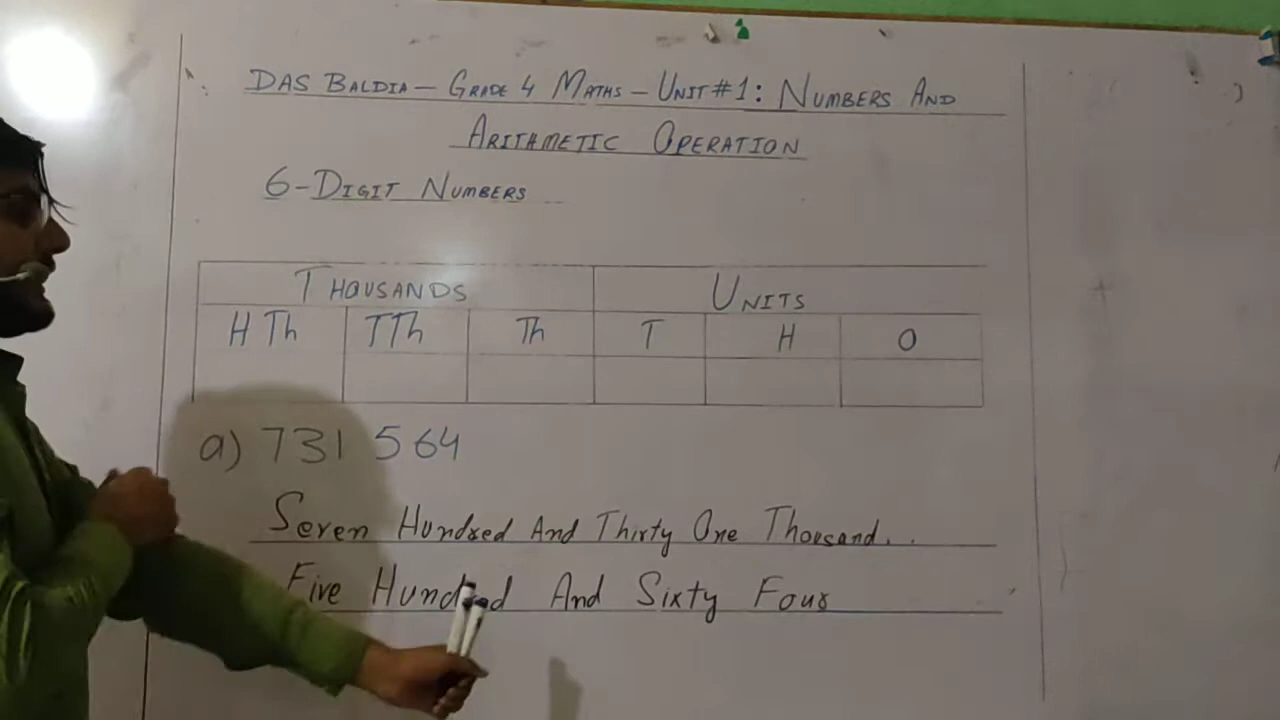 DAS BALDIA - GRADE 4 MATHS - UNIT #1: NUMBERS AND
ARITHMETIC OPERATION
6-DIGIT NUMBERS
THOUSANDS UNITS
H Th TTh Th T H O
a) 731 564
Seven Hundred And Thirty One Thousand...
Five Hundred And Sixty Four